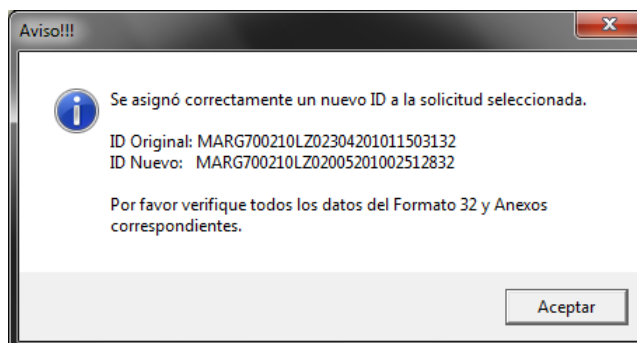 Aviso!!!
Se asignó correctamente un nuevo ID a la solicitud seleccionada.
ID Original: MARG700210LZ02304201011503132
ID Nuevo: MARG700210LZ02005201002512832
Por favor verifique todos los datos del Formato 32 y Anexos
correspondientes.
Aceptar